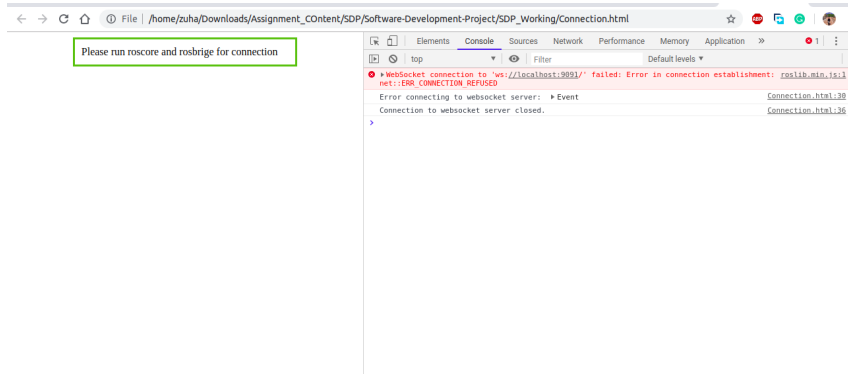 File | /home/zuha/Downloads/Assignment_COntent/SDP/Software-Development-Project/SDP_Working/Connection.html
ABP
Please run roscore and rosbrige for connection
Elements Console Sources Network Performance Memory Application » 1
top Filter Default levels
WebSocket connection to 'ws://localhost:9091/' failed: Error in connection establishment: roslib.min.js:1
net::ERR_CONNECTION_REFUSED
Error connecting to websocket server: Event Connection.html:30
Connection to websocket server closed. Connection.html:36
>